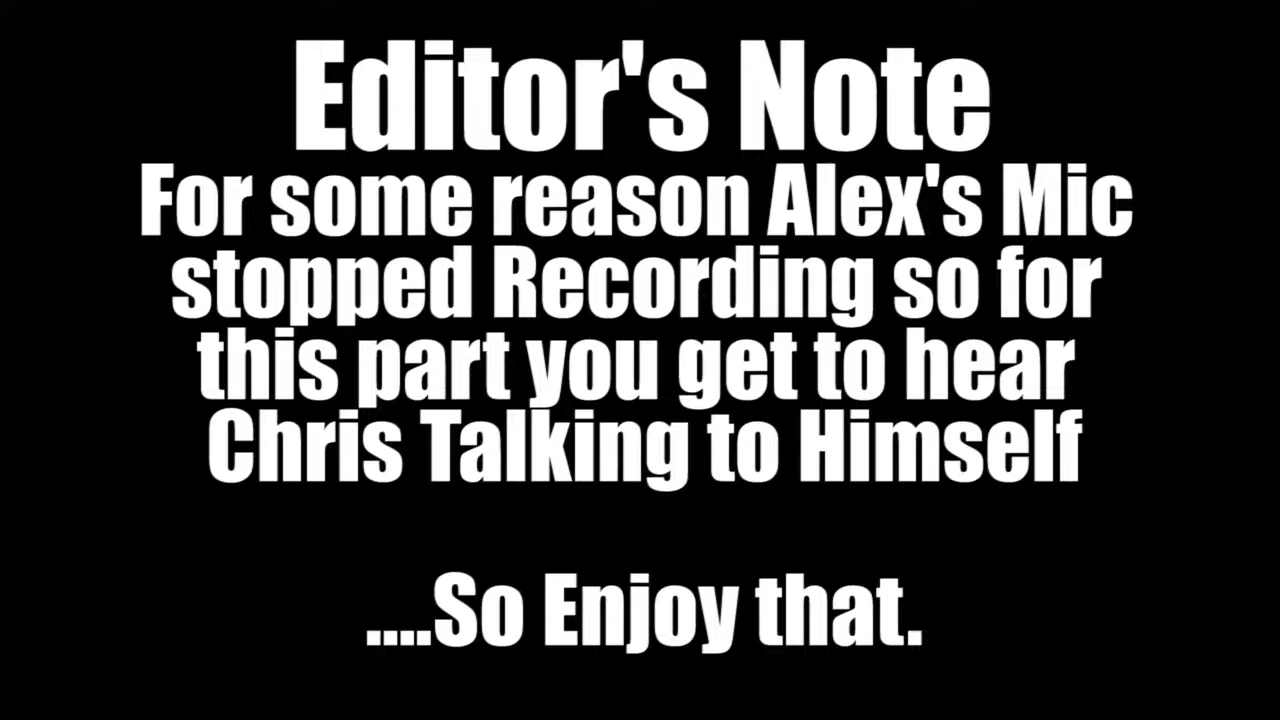 Editor's Note
For some reason Alex's Mic
stopped Recording so for
this part you get to hear
Chris Talking to Himself
....So Enjoy that.